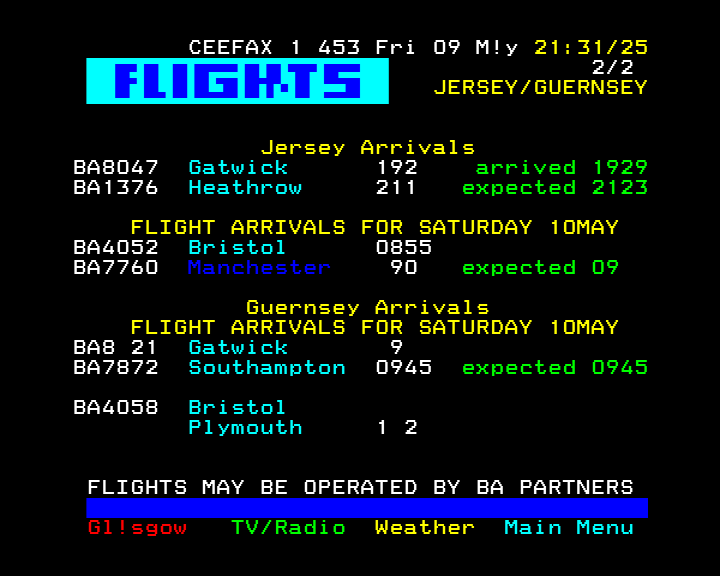 CEEFAX 1 453 Fri 09 M!y 21:31/25
2/2
FLIGHTS JERSEY/GUERNSEY
Jersey Arrivals
BA8047 Gatwick 192 arrived 1929
BA1376 Heathrow 211 expected 2123
FLIGHT ARRIVALS FOR SATURDAY 10MAY
BA4052 Bristol 0855
BA7760 Manchester 90 expected 09
Guernsey Arrivals
FLIGHT ARRIVALS FOR SATURDAY 10MAY
BA8 21 Gatwick 9
BA7872 Southampton 0945 expected 0945
BA4058 Bristol
Plymouth 1 2
FLIGHTS MAY BE OPERATED BY BA PARTNERS
Gl!sgow TV/Radio Weather Main Menu